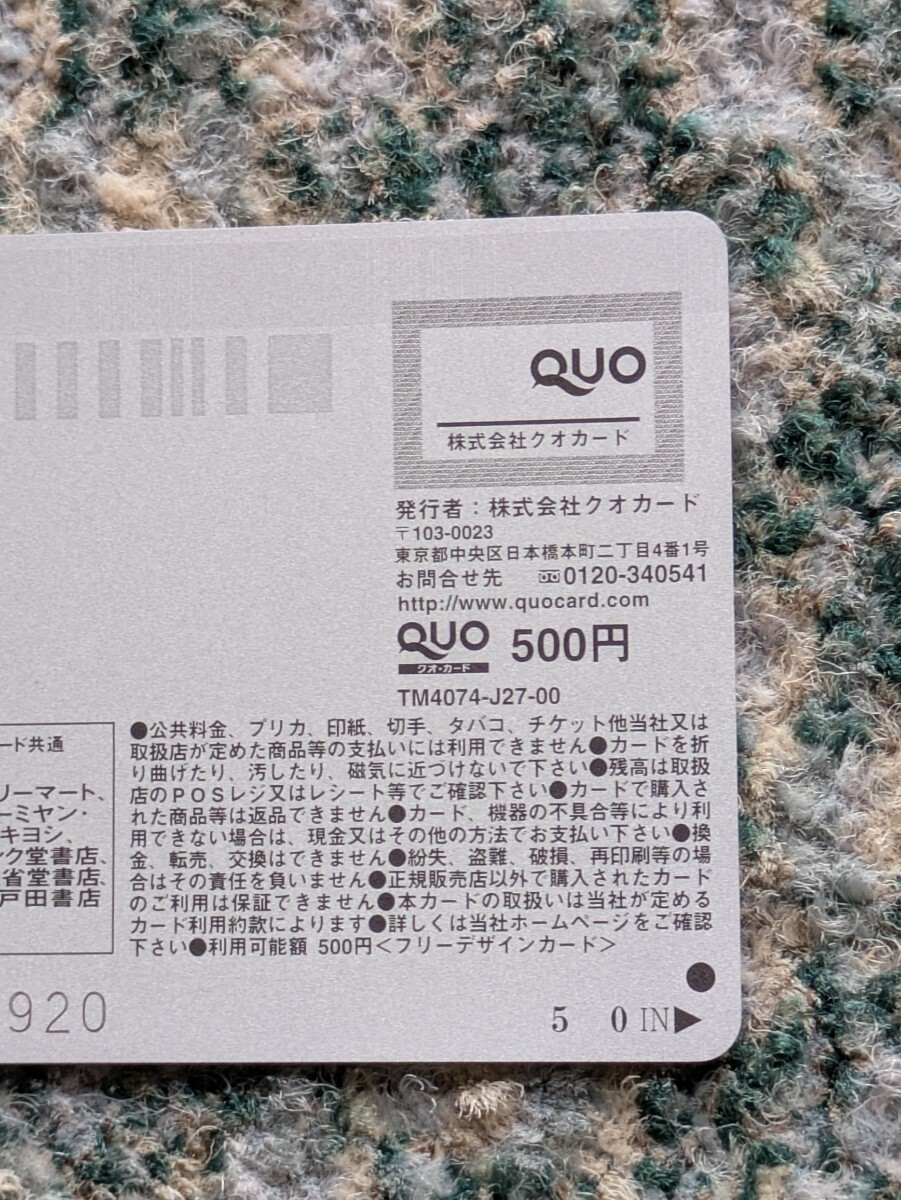 QUO
株式会社クオカード
発行者：株式会社クオカード
〒103-0023
東京都中央区日本橋本町二丁目4番1号
お問合せ先 0120-340541
http://www.quocard.com
QUO 500円
クオ・カード
TM4074-J27-00
ード共通
リーマート、
ーミヤン・
キヨシ、
ンク堂書店、
省堂書店、
戸田書店
●公共料金、プリカ、印紙、切手、タバコ、チケット他当社又は
取扱店が定めた商品等の支払いには利用できません●カードを折
り曲げたり、汚したり、磁気に近づけないで下さい●残高は取扱
店のPOSレジ又はレシート等でご確認下さい●カードで購入さ
れた商品等は返品できません●カード、機器の不具合等により利
用できない場合は、現金又はその他の方法でお支払い下さい●換
金、転売、交換はできません●紛失、盗難、破損、再印刷等の場
合はその責任を負いません●正規販売店以外で購入されたカード
のご利用は保証できません●本カードの取扱いは当社が定める
カード利用約款によります●詳しくは当社ホームページをご確認
下さい●利用可能額 500円<フリーデザインカード>
920
5 0 IN▶